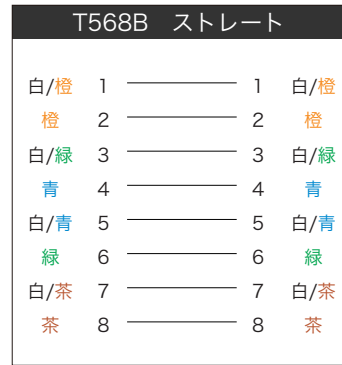 T568B ストレート
白/橙 1 1 白/橙
橙 2 2 橙
白/緑 3 3 白/緑
青 4 4 青
白/青 5 5 白/青
緑 6 6 緑
白/茶 7 7 白/茶
茶 8 8 茶